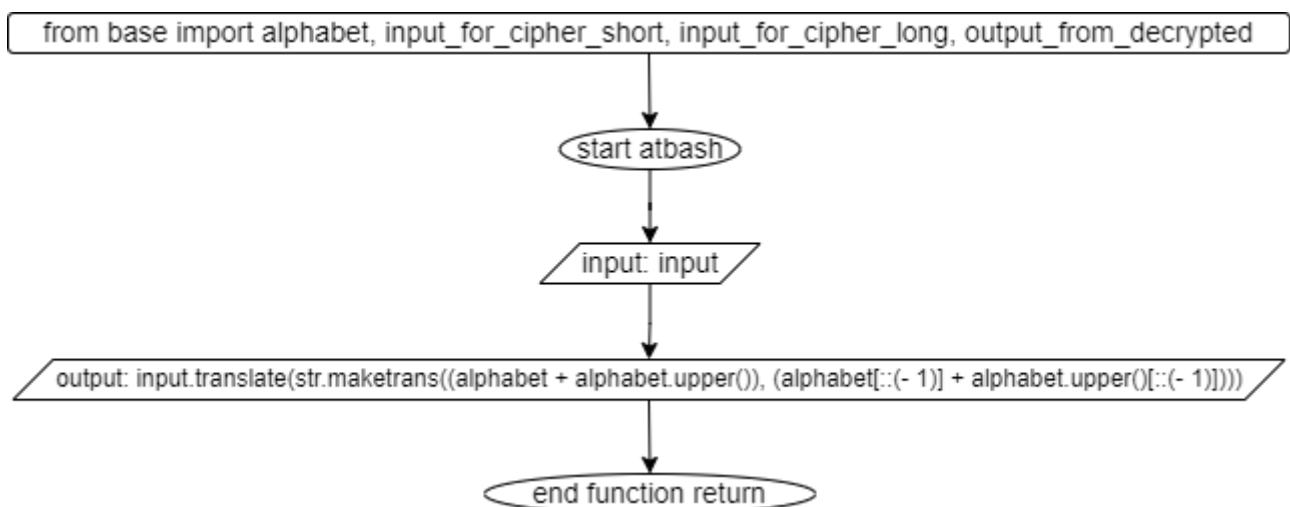 from base import alphabet, input_for_cipher_short, input_for_cipher_long, output_from_decrypted
start atbash
input: input
output: input.translate(str.maketrans((alphabet + alphabet.upper()), (alphabet[::(- 1)] + alphabet.upper()[::(- 1)])))
end function return